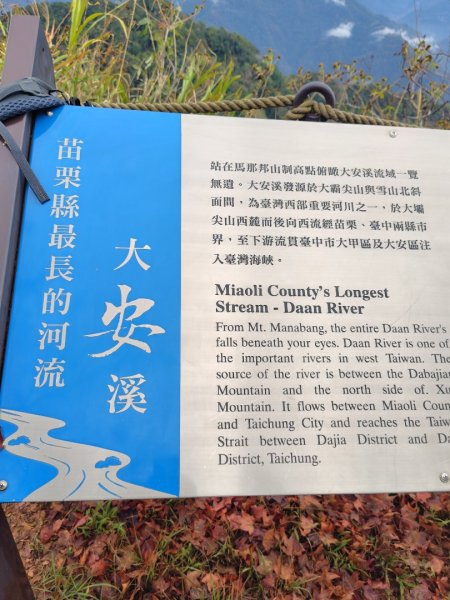 苗栗縣最長的河流
大安溪
站在馬那邦山制高點俯瞰大安溪流域一覽
無遺。大安溪發源於大霸尖山與雪山北斜
面間，為臺灣西部重要河川之一，於大壩
尖山西麓而後向西流經苗栗、臺中兩縣市
界，至下游流貫臺中市大甲區及大安區注
入臺灣海峽。
Miaoli County's Longest
Stream - Daan River
From Mt. Manabang, the entire Daan River's
falls beneath your eyes. Daan River is one of
the important rivers in west Taiwan. The
source of the river is between the Dabajian
Mountain and the north side of
Mountain. It flows between Miaoli
and Taichung City and reaches the
Strait between Dajia District and
District, Taichung.